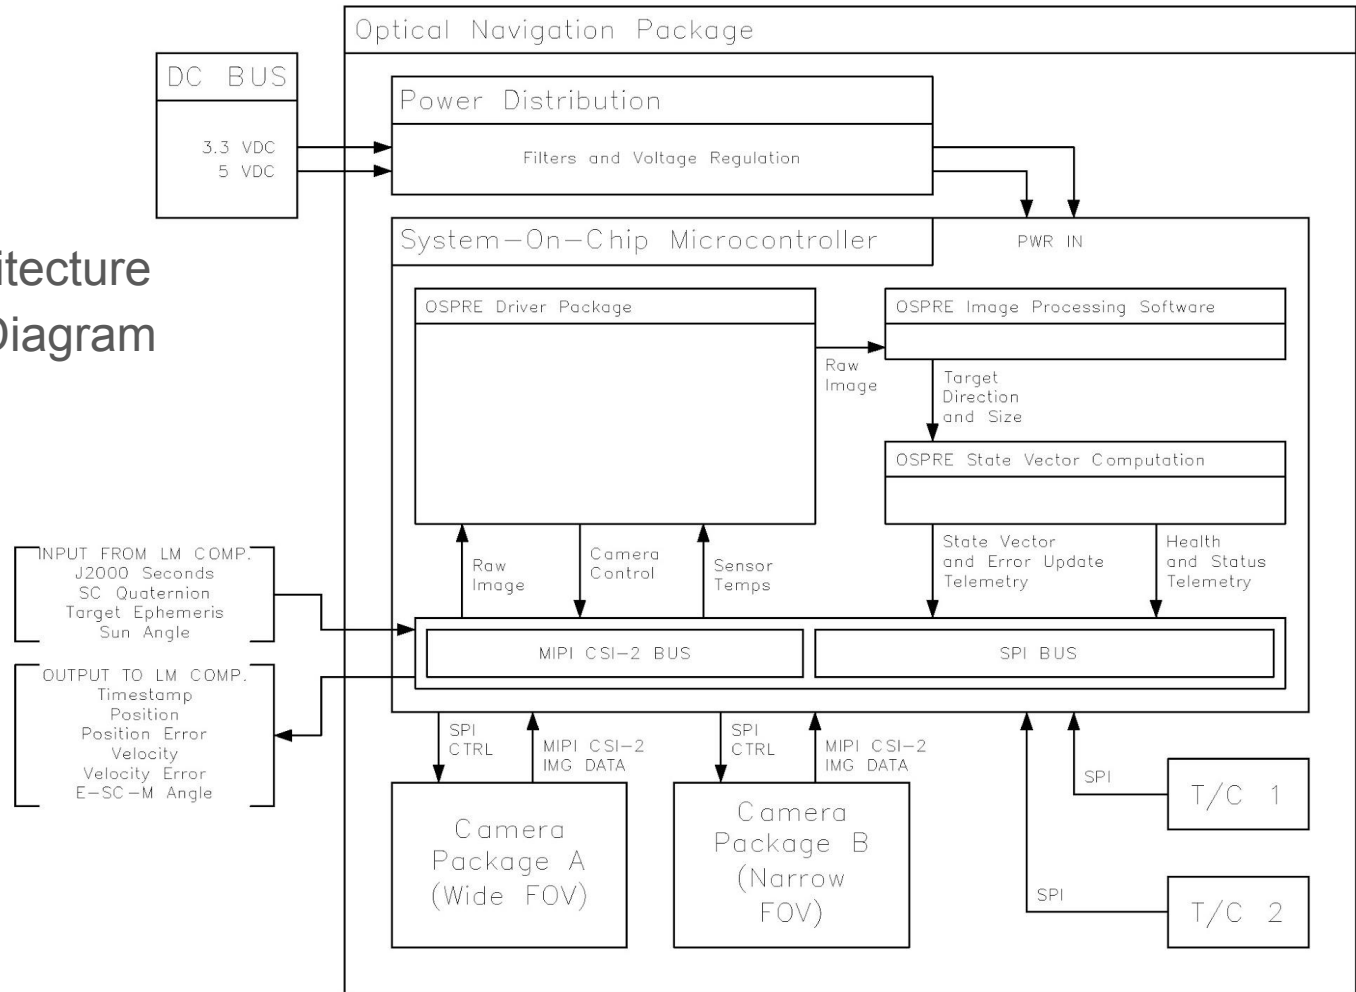 Optical Navigation Package
DC BUS
3.3 VDC
5 VDC
Power Distribution
Filters and Voltage Regulation
itecture
Diagram
System-On-Chip Microcontroller
PWR IN
OSPRE Driver Package
OSPRE Image Processing Software
Raw
Image
Target
Direction
and Size
OSPRE State Vector Computation
Raw
Image
Camera
Control
Sensor
Temps
State Vector
and Error Update
Telemetry
Health
and Status
Telemetry
INPUT FROM LM COMP.
J2000 Seconds
SC Quaternion
Target Ephemeris
Sun Angle
MIPI CSI-2 BUS
SPI BUS
OUTPUT TO LM COMP.
Timestamp
Position
Position Error
Velocity
Velocity Error
E-SC-M Angle
SPI
CTRL
MIPI CSI-2
IMG DATA
SPI
CTRL
MIPI CSI-2
IMG DATA
Camera
Package A
(Wide FOV)
Camera
Package B
(Narrow
FOV)
SPI
T/C 1
SPI
T/C 2